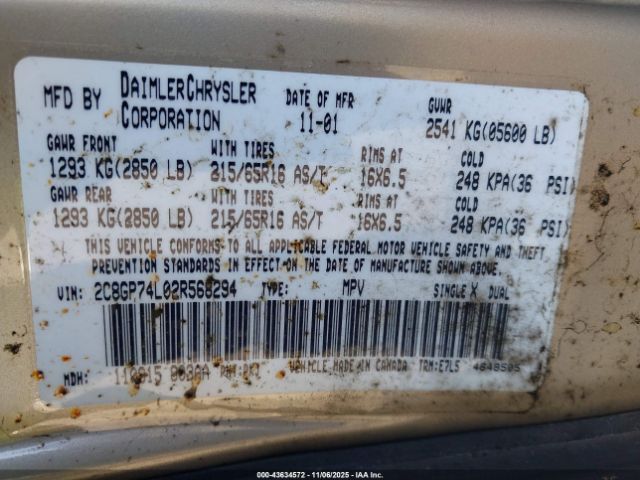 MFD BY DAIMLERCHRYSLER CORPORATION DATE OF MFR 11-01 GVWR 2541 KG(05600 LB)
GAWR FRONT WITH TIRES RIMS AT COLD
1293 KG(2850 LB) 215/65R16 AS/T 16X6.5 248 KPA(36 PSI)
GAWR REAR WITH TIRES RIMS AT COLD
1293 KG(2850 LB) 215/65R16 AS/T 16X6.5 248 KPA(36 PSI)
THIS VEHICLE CONFORMS TO ALL APPLICABLE FEDERAL MOTOR VEHICLE SAFETY AND THEFT
PREVENTION STANDARDS IN EFFECT ON THE DATE OF MANUFACTURE SHOWN ABOVE.
VIN: 2C8GP74L02R568294 TYPE: MPV SINGLE X DUAL
MDH: VEHICLE MADE IN CANADA TRM:E7L5
000-43634572 — 11/06/2025 — IAA Inc.